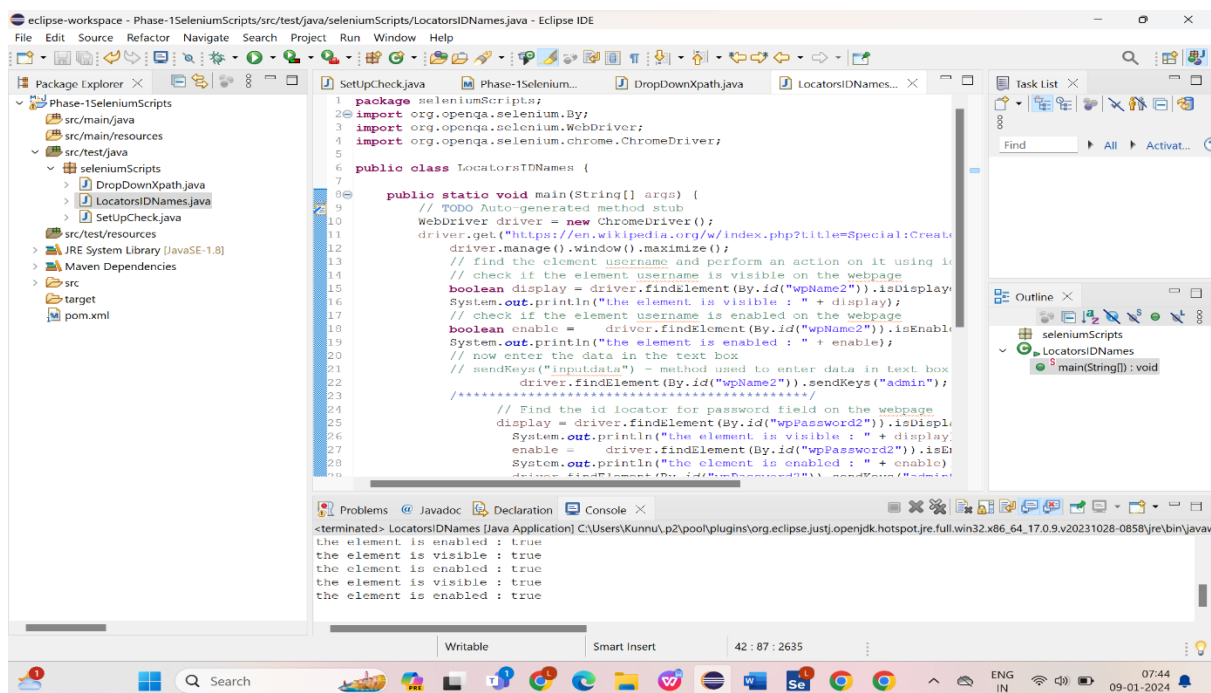 eclipse-workspace - Phase-1SeleniumScripts/src/test/java/seleniumScripts/LocatorsIDNames.java - Eclipse IDE
File Edit Source Refactor Navigate Search Project Run Window Help
Package Explorer
Phase-1SeleniumScripts
src/main/java
src/main/resources
src/test/java
seleniumScripts
DropDownXpath.java
LocatorsIDNames.java
SetUpCheck.java
src/test/resources
JRE System Library [JavaSE-1.8]
Maven Dependencies
src
target
pom.xml
SetUpCheck.java Phase-1Selenium... DropDownXpath.java LocatorsIDNames...
1 package seleniumScripts;
2 import org.openqa.selenium.By;
3 import org.openqa.selenium.WebDriver;
4 import org.openqa.selenium.chrome.ChromeDriver;
5
6 public class LocatorsIDNames {
7
8 public static void main(String[] args) {
9 // TODO Auto-generated method stub
10 WebDriver driver = new ChromeDriver();
11 driver.get("https://en.wikipedia.org/w/index.php?title=Special:Create
12 driver.manage().window().maximize();
13 // find the element username and perform an action on it using i
14 // check if the element username is visible on the webpage
15 boolean display = driver.findElement(By.id("wpName2")).isDisplay
16 System.out.println("the element is visible : " + display);
17 // check if the element username is enabled on the webpage
18 boolean enable = driver.findElement(By.id("wpName2")).isEnabl
19 System.out.println("the element is enabled : " + enable);
20 // now enter the data in the text box
21 // sendKeys("inputdata") - method used to enter data in text box
22 driver.findElement(By.id("wpName2")).sendKeys("admin");
23 /*********************************************/
24 // Find the id locator for password field on the webpage
25 display = driver.findElement(By.id("wpPassword2")).isDispl
26 System.out.println("the element is visible : " + display
27 enable = driver.findElement(By.id("wpPassword2")).isE
28 System.out.println("the element is enabled : " + enable)
29 driver.findElement(By.id("wpPassword2")).sendKeys("admin
Task List
Find All Activat...
Outline
seleniumScripts
LocatorsIDNames
main(String[]) : void
Problems Javadoc Declaration Console
<terminated> LocatorsIDNames [Java Application] C:\Users\Kunnu\.p2\pool\plugins\org.eclipse.justj.openjdk.hotspot.jre.full.win32.x86_64_17.0.9.v20231028-0858\jre\bin\javaw
the element is enabled : true
the element is visible : true
the element is enabled : true
the element is visible : true
the element is enabled : true
Writable Smart Insert 42 : 87 : 2635
Search
ENG
IN
07:44
09-01-2024